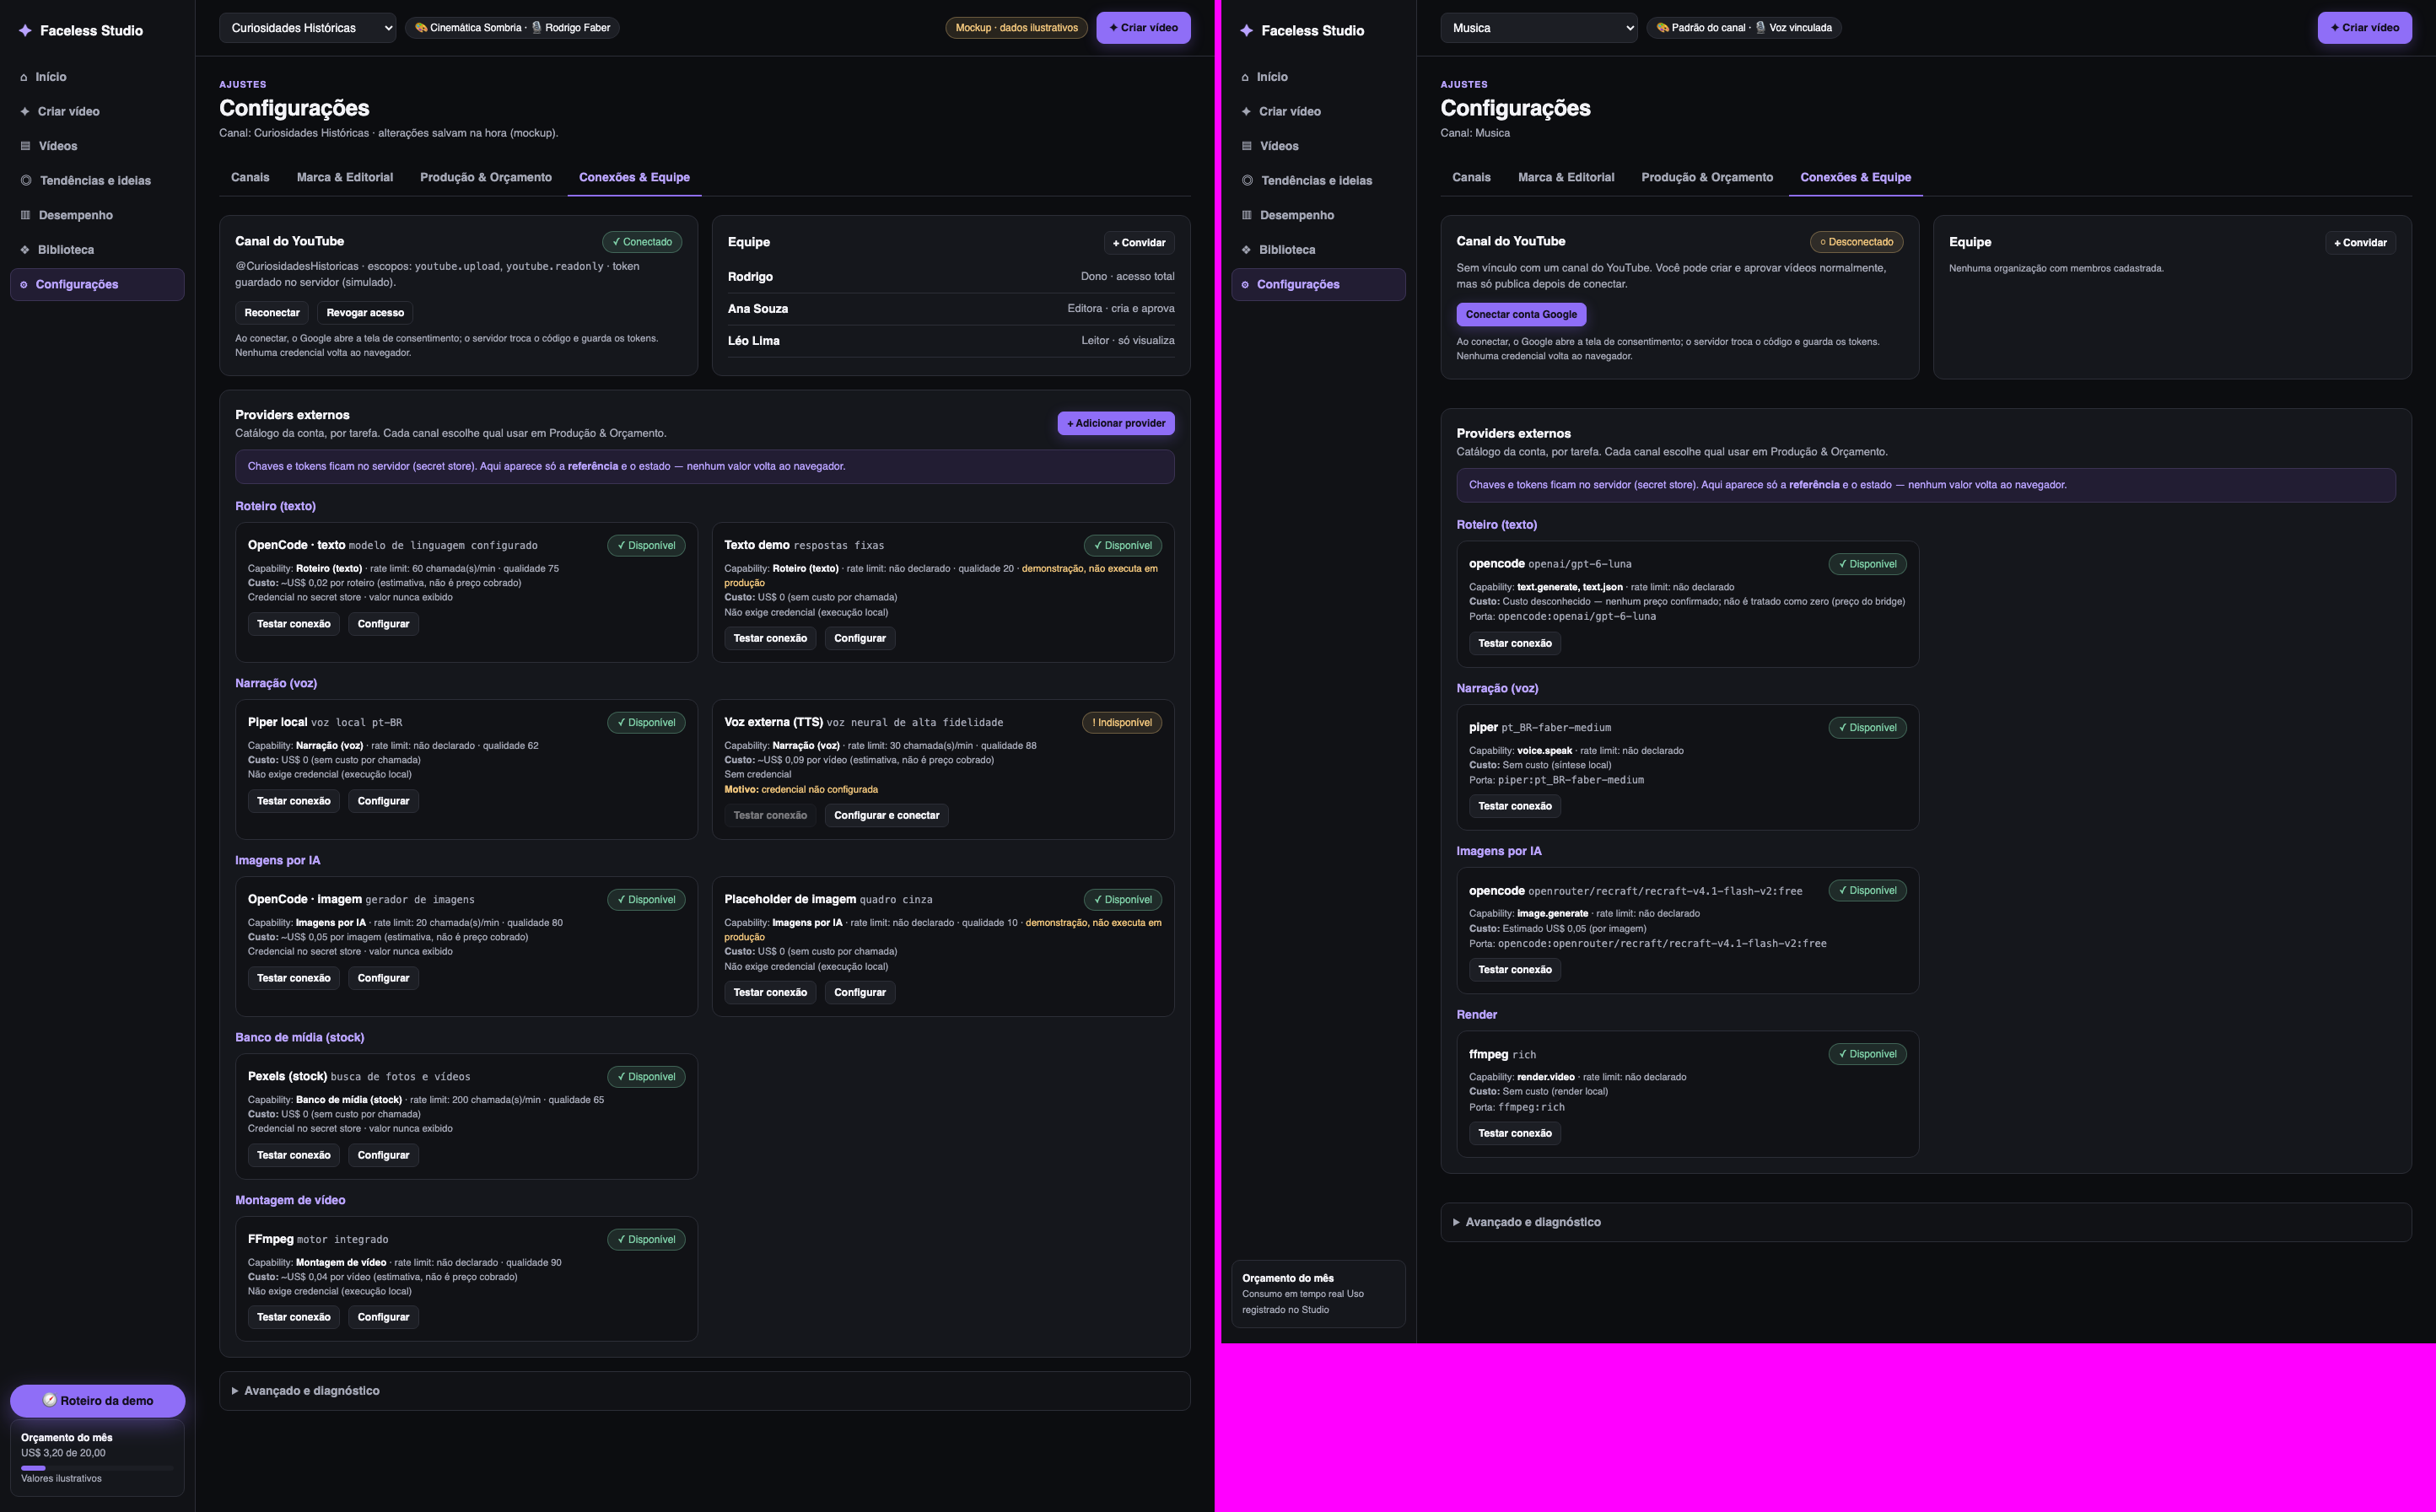 Faceless Studio
Início
Criar vídeo
Vídeos
Tendências e ideias
Desempenho
Biblioteca
Configurações
Roteiro da demo
Orçamento do mês
US$ 3,20 de 20,00
Valores ilustrativos
Curiosidades Históricas
Cinemática Sombria · Rodrigo Faber
Mockup · dados ilustrativos
Criar vídeo
AJUSTES
Configurações
Canal: Curiosidades Históricas · alterações salvam na hora (mockup).
Canais
Marca & Editorial
Produção & Orçamento
Conexões & Equipe
Canal do YouTube
✓ Conectado
@CuriosidadesHistoricas · escopos: youtube.upload, youtube.readonly · token
guardado no servidor (simulado).
Reconectar
Revogar acesso
Ao conectar, o Google abre a tela de consentimento; o servidor troca o código e guarda os tokens.
Nenhuma credencial volta ao navegador.
Equipe
+ Convidar
Rodrigo
Dono · acesso total
Ana Souza
Editora · cria e aprova
Léo Lima
Leitor · só visualiza
Providers externos
Catálogo da conta, por tarefa. Cada canal escolhe qual usar em Produção & Orçamento.
+ Adicionar provider
Chaves e tokens ficam no servidor (secret store). Aqui aparece só a referência e o estado — nenhum valor volta ao navegador.
Roteiro (texto)
OpenCode · texto modelo de linguagem configurado
✓ Disponível
Capability: Roteiro (texto) · rate limit: 60 chamada(s)/min · qualidade 75
Custo: ~US$ 0,02 por roteiro (estimativa, não é preço cobrado)
Credencial no secret store · valor nunca exibido
Testar conexão
Configurar
Texto demo respostas fixas
✓ Disponível
Capability: Roteiro (texto) · rate limit: não declarado · qualidade 20 · demonstração, não executa em
produção
Custo: US$ 0 (sem custo por chamada)
Não exige credencial (execução local)
Testar conexão
Configurar
Narração (voz)
Piper local voz local pt-BR
✓ Disponível
Capability: Narração (voz) · rate limit: não declarado · qualidade 62
Custo: US$ 0 (sem custo por chamada)
Não exige credencial (execução local)
Testar conexão
Configurar
Voz externa (TTS) voz neural de alta fidelidade
! Indisponível
Capability: Narração (voz) · rate limit: 30 chamada(s)/min · qualidade 88
Custo: ~US$ 0,09 por vídeo (estimativa, não é preço cobrado)
Sem credencial
Motivo: credencial não configurada
Testar conexão
Configurar e conectar
Imagens por IA
OpenCode · imagem gerador de imagens
✓ Disponível
Capability: Imagens por IA · rate limit: 20 chamada(s)/min · qualidade 80
Custo: ~US$ 0,05 por imagem (estimativa, não é preço cobrado)
Credencial no secret store · valor nunca exibido
Testar conexão
Configurar
Placeholder de imagem quadro cinza
✓ Disponível
Capability: Imagens por IA · rate limit: não declarado · qualidade 10 · demonstração, não executa em
produção
Custo: US$ 0 (sem custo por chamada)
Não exige credencial (execução local)
Testar conexão
Configurar
Banco de mídia (stock)
Pexels (stock) busca de fotos e vídeos
✓ Disponível
Capability: Banco de mídia (stock) · rate limit: 200 chamada(s)/min · qualidade 65
Custo: US$ 0 (sem custo por chamada)
Credencial no secret store · valor nunca exibido
Testar conexão
Configurar
Montagem de vídeo
FFmpeg motor integrado
✓ Disponível
Capability: Montagem de vídeo · rate limit: não declarado · qualidade 90
Custo: ~US$ 0,04 por vídeo (estimativa, não é preço cobrado)
Não exige credencial (execução local)
Testar conexão
Configurar
Avançado e diagnóstico
Faceless Studio
Início
Criar vídeo
Vídeos
Tendências e ideias
Desempenho
Biblioteca
Configurações
Orçamento do mês
Consumo em tempo real Uso
registrado no Studio
Musica
Padrão do canal · Voz vinculada
Criar vídeo
AJUSTES
Configurações
Canal: Musica
Canais
Marca & Editorial
Produção & Orçamento
Conexões & Equipe
Canal do YouTube
○ Desconectado
Sem vínculo com um canal do YouTube. Você pode criar e aprovar vídeos normalmente,
mas só publica depois de conectar.
Conectar conta Google
Ao conectar, o Google abre a tela de consentimento; o servidor troca o código e guarda os tokens.
Nenhuma credencial volta ao navegador.
Equipe
+ Convidar
Nenhuma organização com membros cadastrada.
Providers externos
Catálogo da conta, por tarefa. Cada canal escolhe qual usar em Produção & Orçamento.
Chaves e tokens ficam no servidor (secret store). Aqui aparece só a referência e o estado — nenhum valor volta ao navegador.
Roteiro (texto)
opencode openai/gpt-6-luna
✓ Disponível
Capability: text.generate, text.json · rate limit: não declarado
Custo: Custo desconhecido — nenhum preço confirmado; não é tratado como zero (preço do bridge)
Porta: opencode:openai/gpt-6-luna
Testar conexão
Narração (voz)
piper pt_BR-faber-medium
✓ Disponível
Capability: voice.speak · rate limit: não declarado
Custo: Sem custo (síntese local)
Porta: piper:pt_BR-faber-medium
Testar conexão
Imagens por IA
opencode openrouter/recraft/recraft-v4.1-flash-v2:free
✓ Disponível
Capability: image.generate · rate limit: não declarado
Custo: Estimado US$ 0,05 (por imagem)
Porta: opencode:openrouter/recraft/recraft-v4.1-flash-v2:free
Testar conexão
Render
ffmpeg rich
✓ Disponível
Capability: render.video · rate limit: não declarado
Custo: Sem custo (render local)
Porta: ffmpeg:rich
Testar conexão
Avançado e diagnóstico